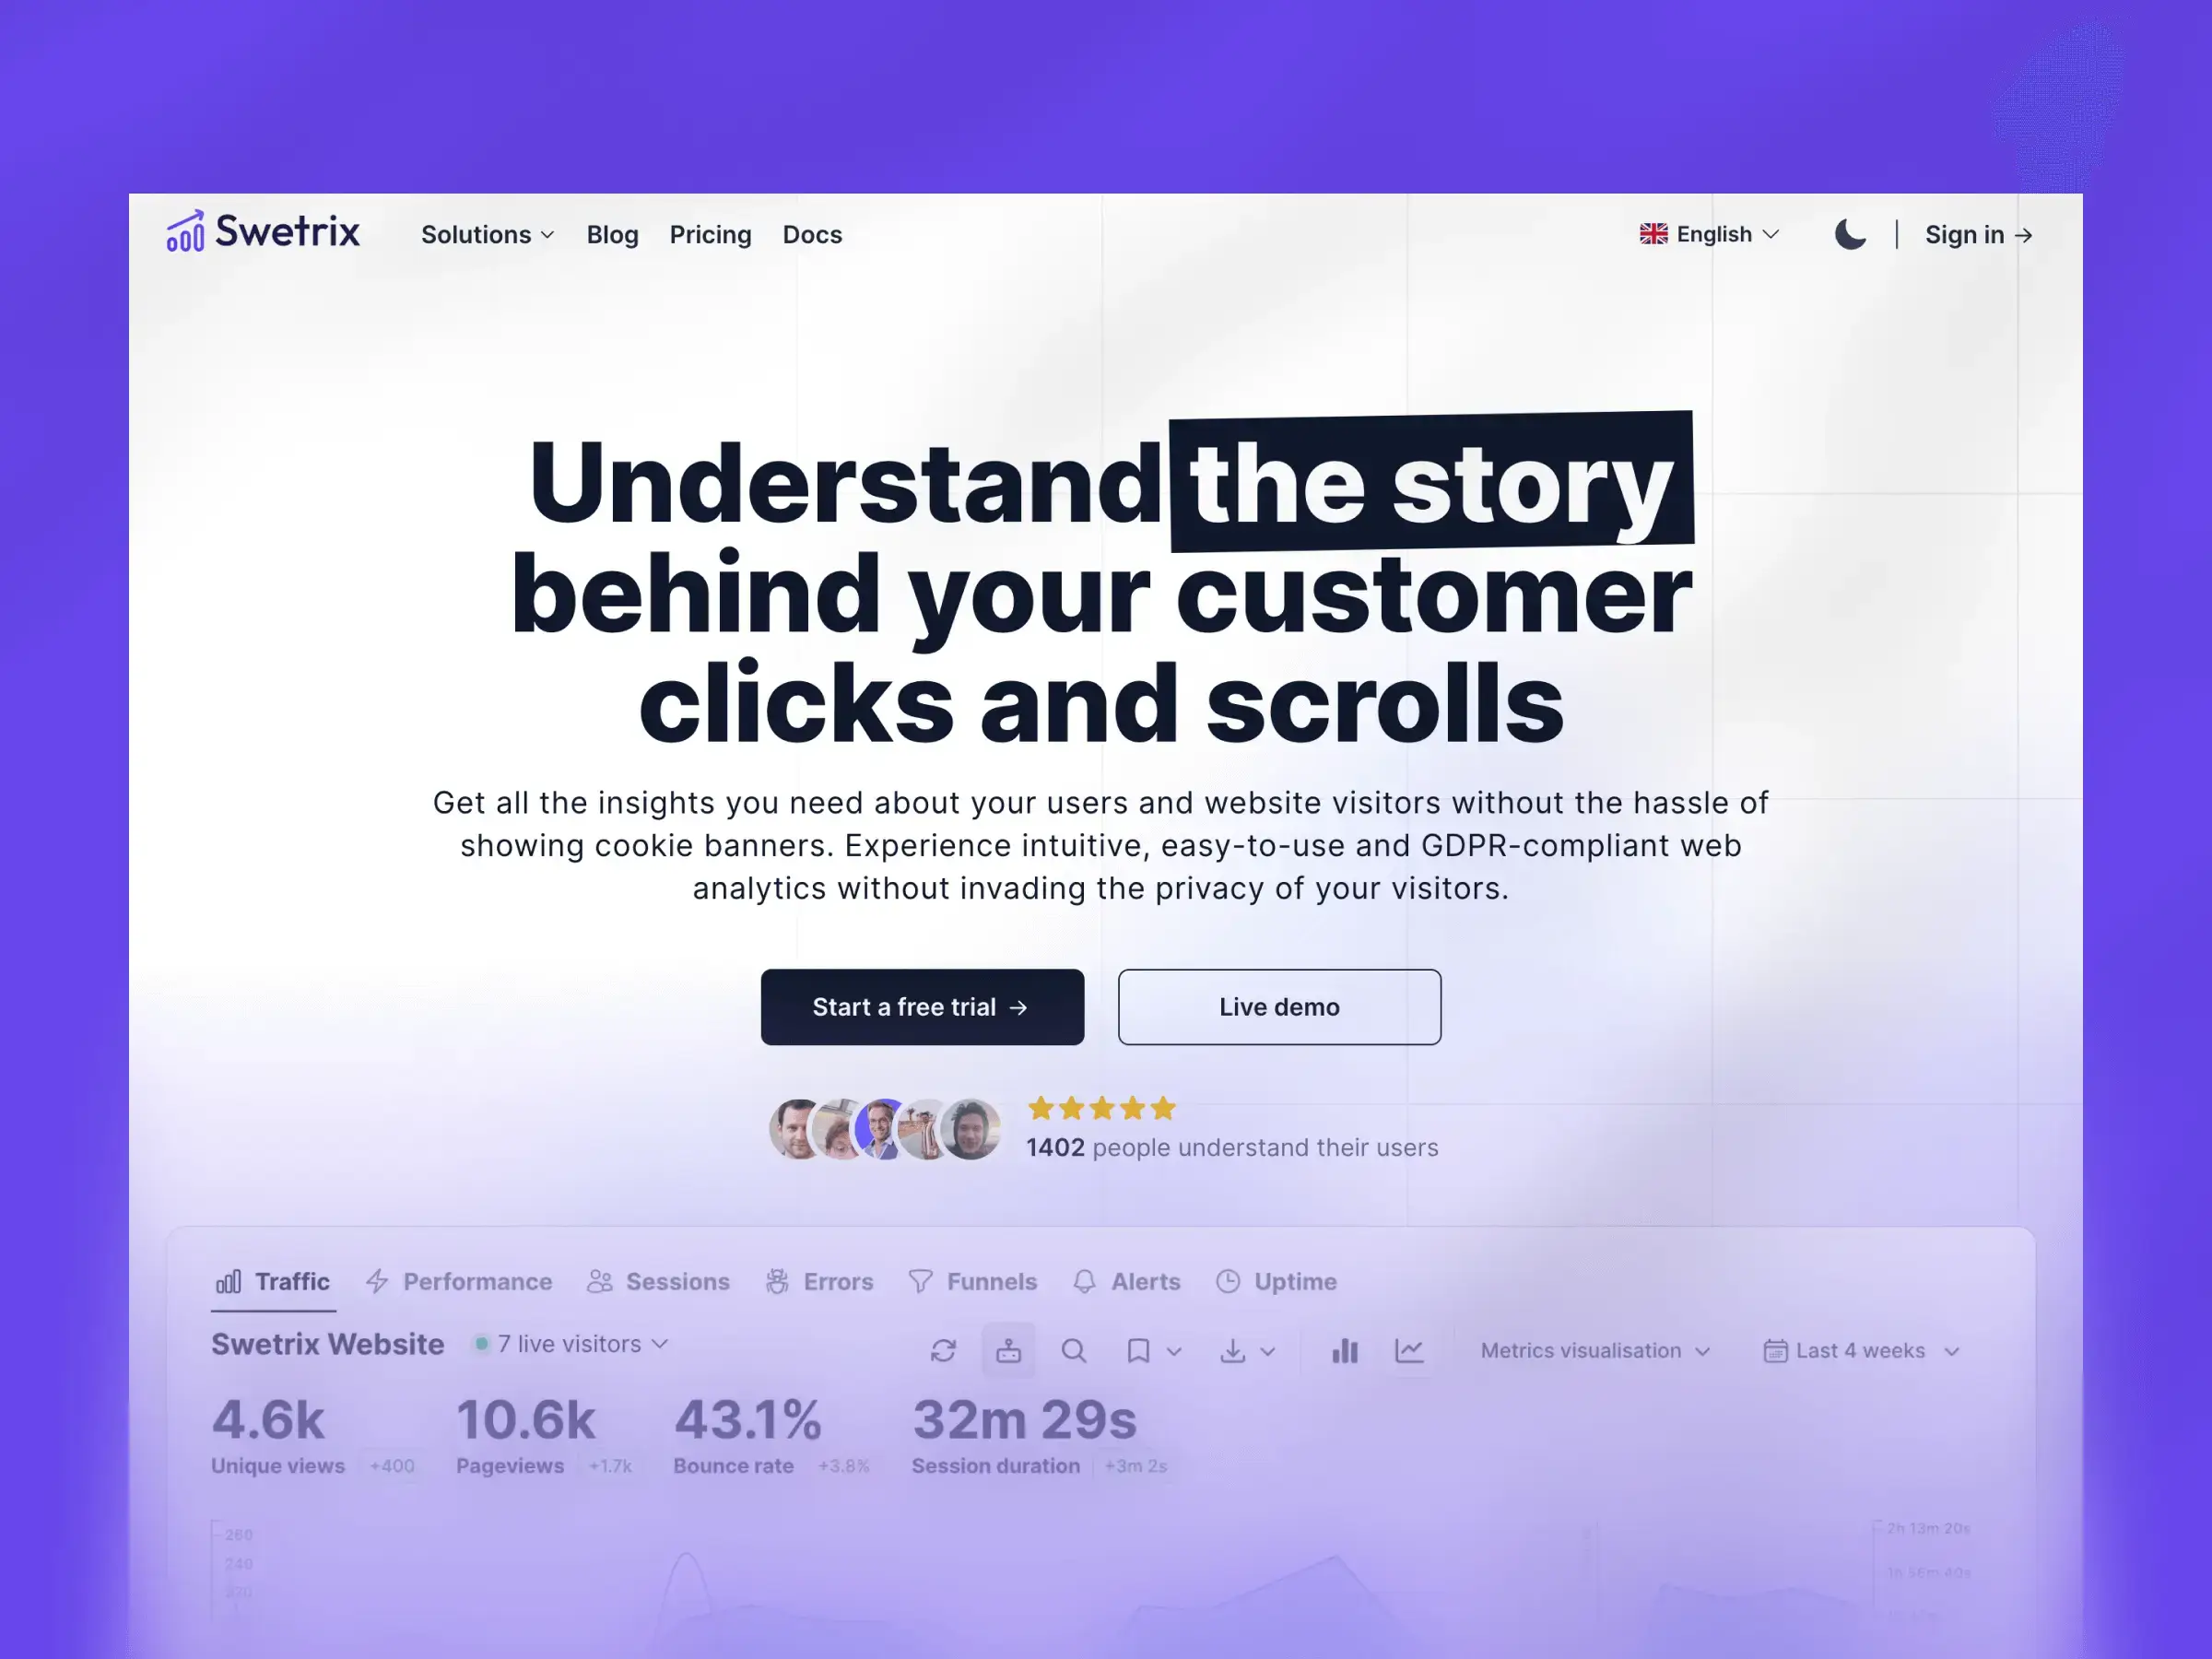 Swetrix
Solutions Blog Pricing Docs
English
Sign in →
Understand the story
behind your customer
clicks and scrolls
Get all the insights you need about your users and website visitors without the hassle of
showing cookie banners. Experience intuitive, easy-to-use and GDPR-compliant web
analytics without invading the privacy of your visitors.
Start a free trial →
Live demo
1402 people understand their users
Traffic Performance Sessions Errors Funnels Alerts Uptime
Swetrix Website 7 live visitors
Metrics visualisation Last 4 weeks
4.6k 10.6k 43.1% 32m 29s
Unique views +400 Pageviews +1.7k Bounce rate +3.8% Session duration +3m 2s
260
2h 13m 20s
240
1h 56m 40s
220